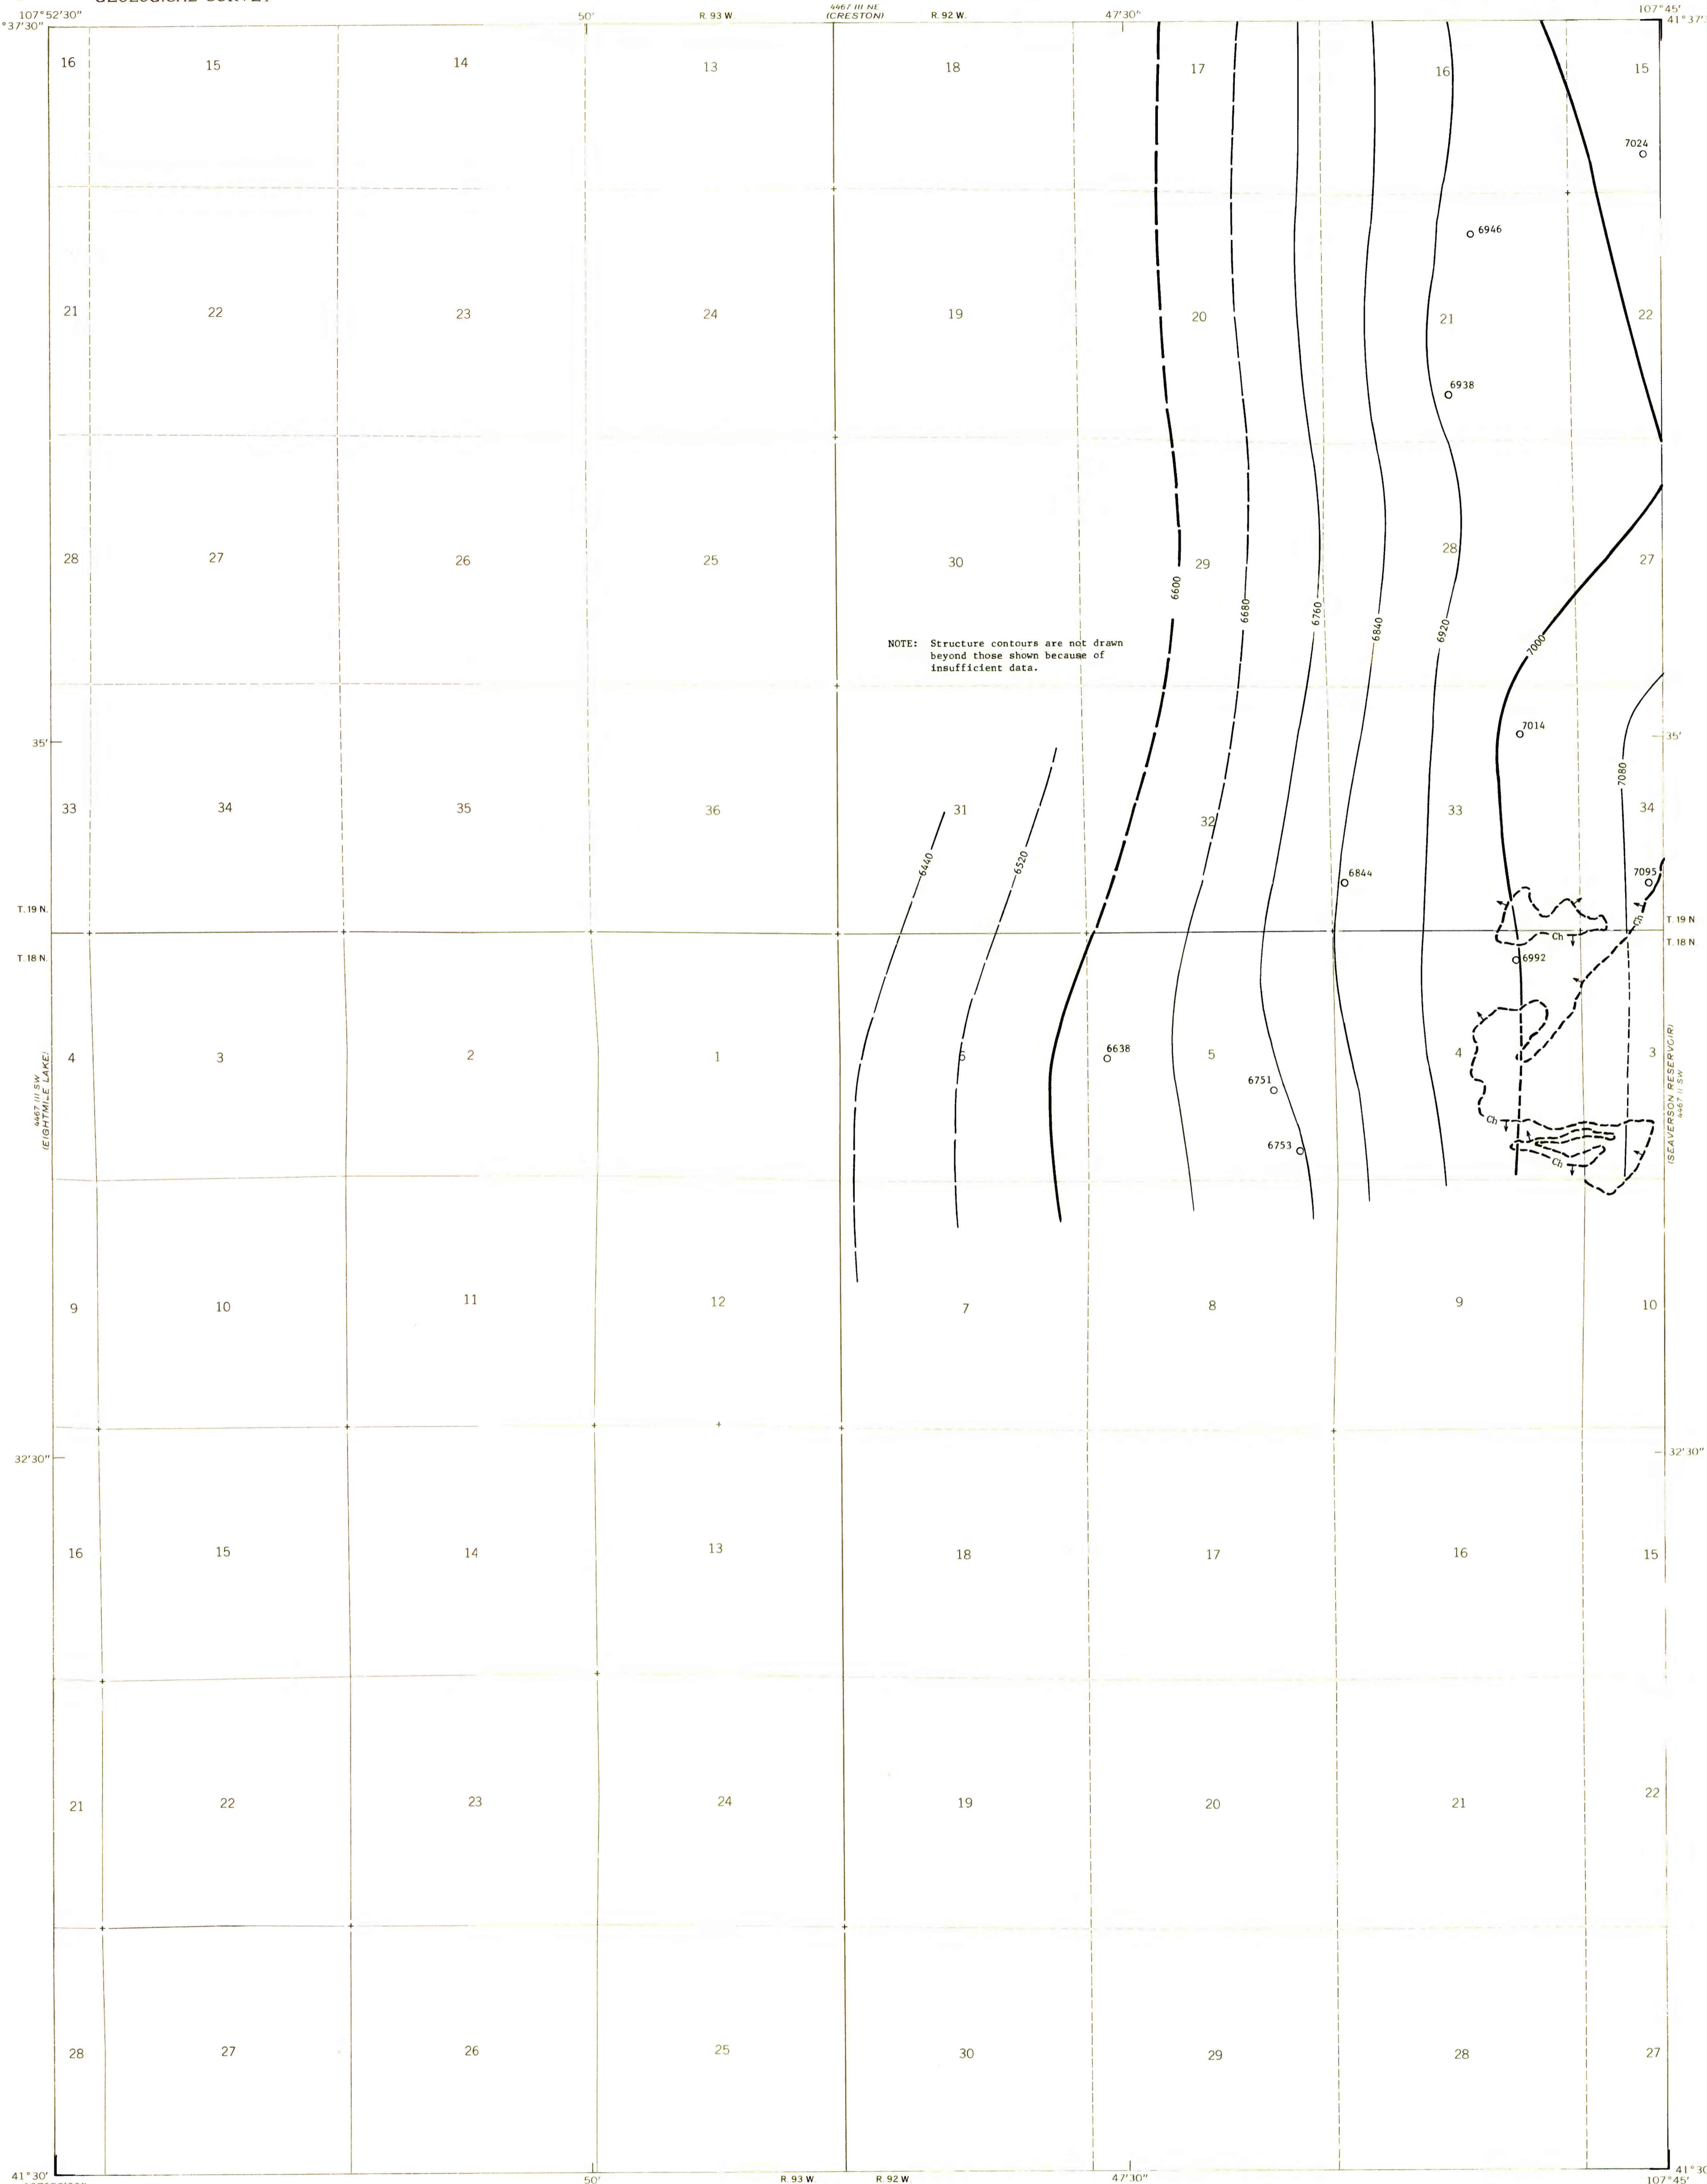 107°52'30"
50'
R. 93 W
4467 III NE
(CRESTON)
R. 92 W.
47'30"
107°45'
°37'30"
41°37'
16 15 14 13 18 17 16 15
7024
6946
21 22 23 24 19 20 21 22
6938
28 27 26 25 30 29 28 27
6600
6680
6760
6840
6920
7000
NOTE: Structure contours are not drawn
beyond those shown because of
insufficient data.
35'
7014
35'
7080
33 34 35 36 31 32 33 34
6440
6520
6844
7095
T. 19 N.
Ch
T. 19 N
Ch
T. 18 N.
T. 18 N
6992
4 3 2 1 6 5 4 3
6638
6751
4467 III SW
(EIGHTMILE LAKE)
(SEAVERSON RESERVOIR)
4467 II SW
Ch
6753
Ch
9 10 11 12 7 8 9 10
32'30"
32'30"
16 15 14 13 18 17 16 15
21 22 23 24 19 20 21 22
28 27 26 25 30 29 28 27
41°30'
41°30
50'
R. 93 W.
R. 92 W
47'30"
107°45'